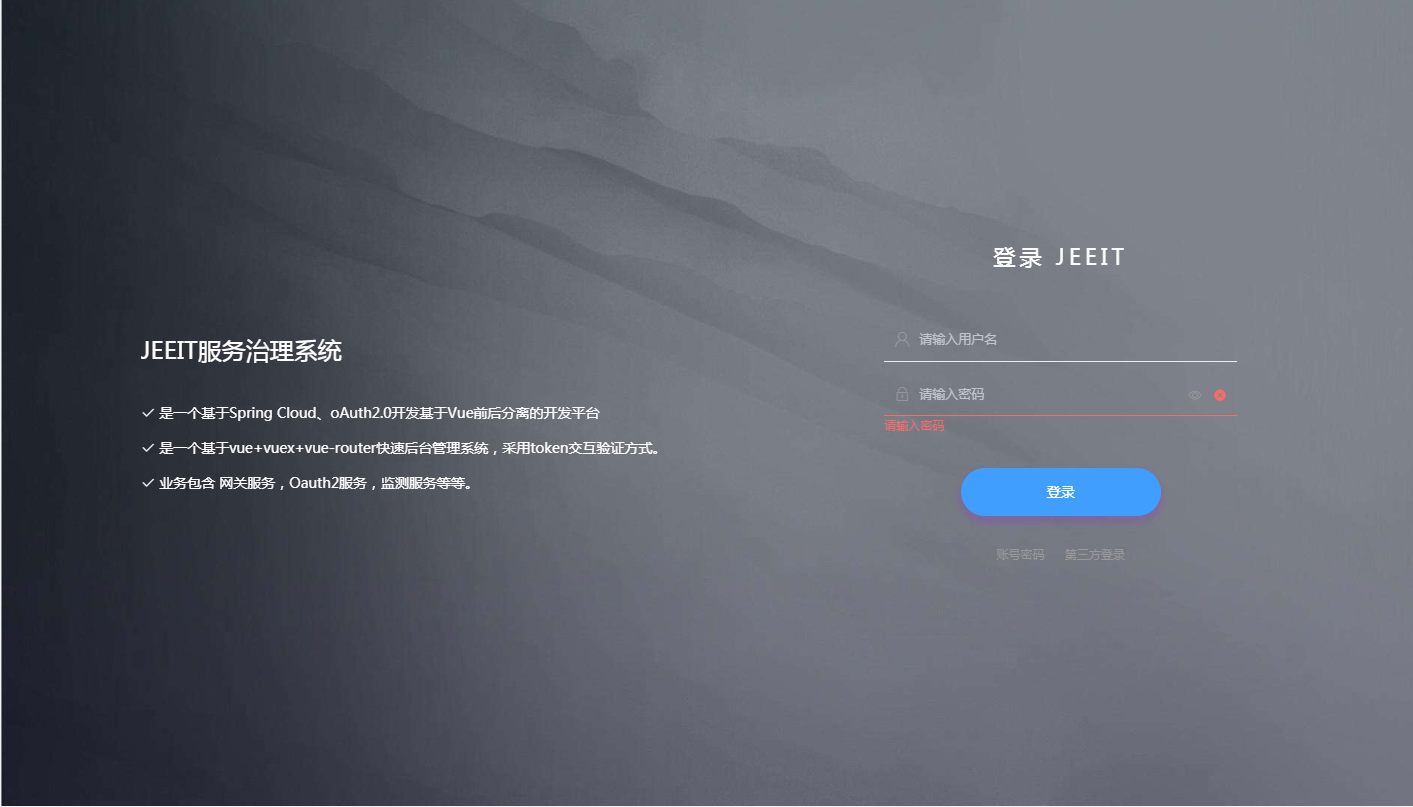 JEEIT服务治理系统
是一个基于Spring Cloud、oAuth2.0开发基于Vue前后分离的开发平台
是一个基于vue+vuex+vue-router快速后台管理系统，采用token交互验证方式。
业务包含 网关服务，Oauth2服务，监测服务等等。
登录 JEEIT
请输入用户名
请输入密码
请输入密码
登录
账号密码 第三方登录